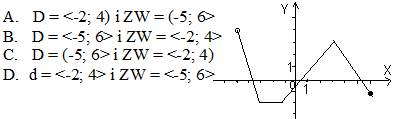 A. D = <-2; 4) i ZW = (-5; 6>
B. D = <-5; 6> i ZW = <-2; 4>
C. D = (-5; 6> i ZW = <-2; 4)
D. d = <-2; 4> i ZW = <-5; 6>
Y
X
1
1